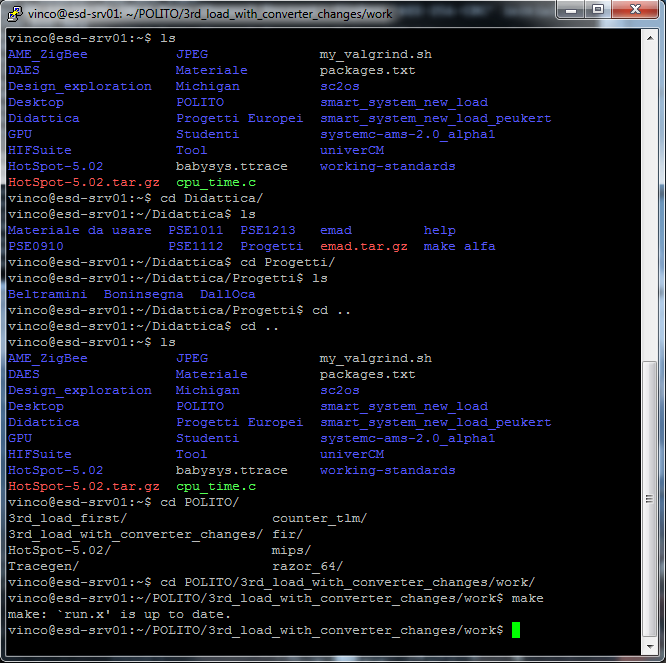 vinco@esd-srv01: ~/POLITO/3rd_load_with_converter_changes/work
vinco@esd-srv01:~$ ls
AME_ZigBee           JPEG              my_valgrind.sh
DAES                 Materiale         packages.txt
Design_exploration   Michigan          sc2os
Desktop              POLITO            smart_system_new_load
Didattica            Progetti Europei  smart_system_new_load_peukert
GPU                  Studenti          systemc-ams-2.0_alpha1
HIFSuite             Tool              univerCM
HotSpot-5.02         babysys.ttrace    working-standards
HotSpot-5.02.tar.gz  cpu_time.c
vinco@esd-srv01:~$ cd Didattica/
vinco@esd-srv01:~/Didattica$ ls
Materiale da usare  PSE1011  PSE1213   emad         help
PSE0910             PSE1112  Progetti  emad.tar.gz  make alfa
vinco@esd-srv01:~/Didattica$ cd Progetti/
vinco@esd-srv01:~/Didattica/Progetti$ ls
Beltramini  Boninsegna  DallOca
vinco@esd-srv01:~/Didattica/Progetti$ cd ..
vinco@esd-srv01:~/Didattica$ cd ..
vinco@esd-srv01:~$ ls
AME_ZigBee           JPEG              my_valgrind.sh
DAES                 Materiale         packages.txt
Design_exploration   Michigan          sc2os
Desktop              POLITO            smart_system_new_load
Didattica            Progetti Europei  smart_system_new_load_peukert
GPU                  Studenti          systemc-ams-2.0_alpha1
HIFSuite             Tool              univerCM
HotSpot-5.02         babysys.ttrace    working-standards
HotSpot-5.02.tar.gz  cpu_time.c
vinco@esd-srv01:~$ cd POLITO/
3rd_load_first/                  counter_tlm/
3rd_load_with_converter_changes/ fir/
HotSpot-5.02/                    mips/
Tracegen/                        razor_64/
vinco@esd-srv01:~$ cd POLITO/3rd_load_with_converter_changes/work/
vinco@esd-srv01:~/POLITO/3rd_load_with_converter_changes/work$ make
make: `run.x' is up to date.
vinco@esd-srv01:~/POLITO/3rd_load_with_converter_changes/work$